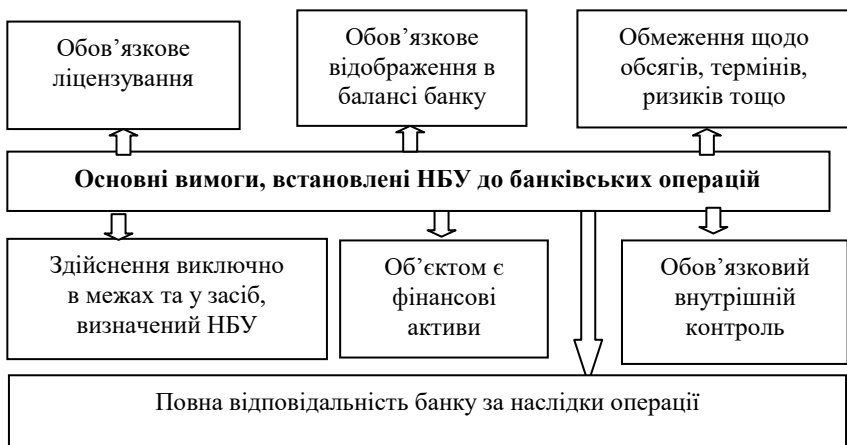 Обов’язкове
ліцензування
Обов’язкове
відображення в
балансі банку
Обмеження щодо
обсягів, термінів,
ризиків тощо
Основні вимоги, встановлені НБУ до банківських операцій
Здійснення виключно
в межах та у засіб,
визначений НБУ
Об’єктом є
фінансові
активи
Обов’язковий
внутрішній
контроль
Повна відповідальність банку за наслідки операції